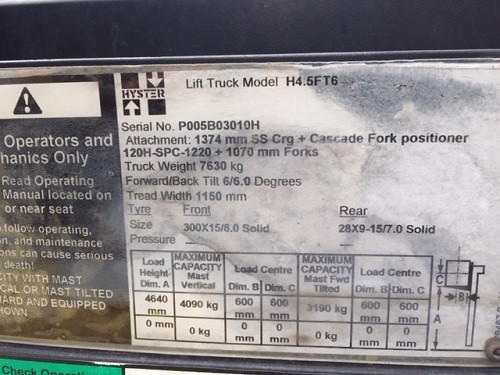 HYSTER
Lift Truck Model H4.5FT6
Serial No. P005B03010H
Attachment: 1374 mm SS Crg + Cascade Fork positioner
120H-SPC-1220 + 1070 mm Forks
Truck Weight 7630 kg
Forward/Back Tilt 6/6.0 Degrees
Tread Width 1150 mm
Tyre Front Rear
Size 300X15/8.0 Solid 28X9-15/7.0 Solid
Pressure
Load Height Dim. A MAXIMUM CAPACITY Mast Vertical Load Centre Dim. B Dim. C MAXIMUM CAPACITY Mast Fwd Tilted Load Centre Dim. B Dim. C
4640 mm 4090 kg 600 mm 600 mm 3190 kg 600 mm 600 mm
0 mm 0 kg 0 mm 0 mm 0 kg 0 mm 0 mm
C
B
A
Operators and
hanics Only
Read Operating
Manual located on
or near seat
o follow operating,
on, and maintenance
ons can cause serious
death!
CITY WITH MAST
CAL OR MAST TILTED
ARD AND EQUIPPED
HOWN.
Check Operati